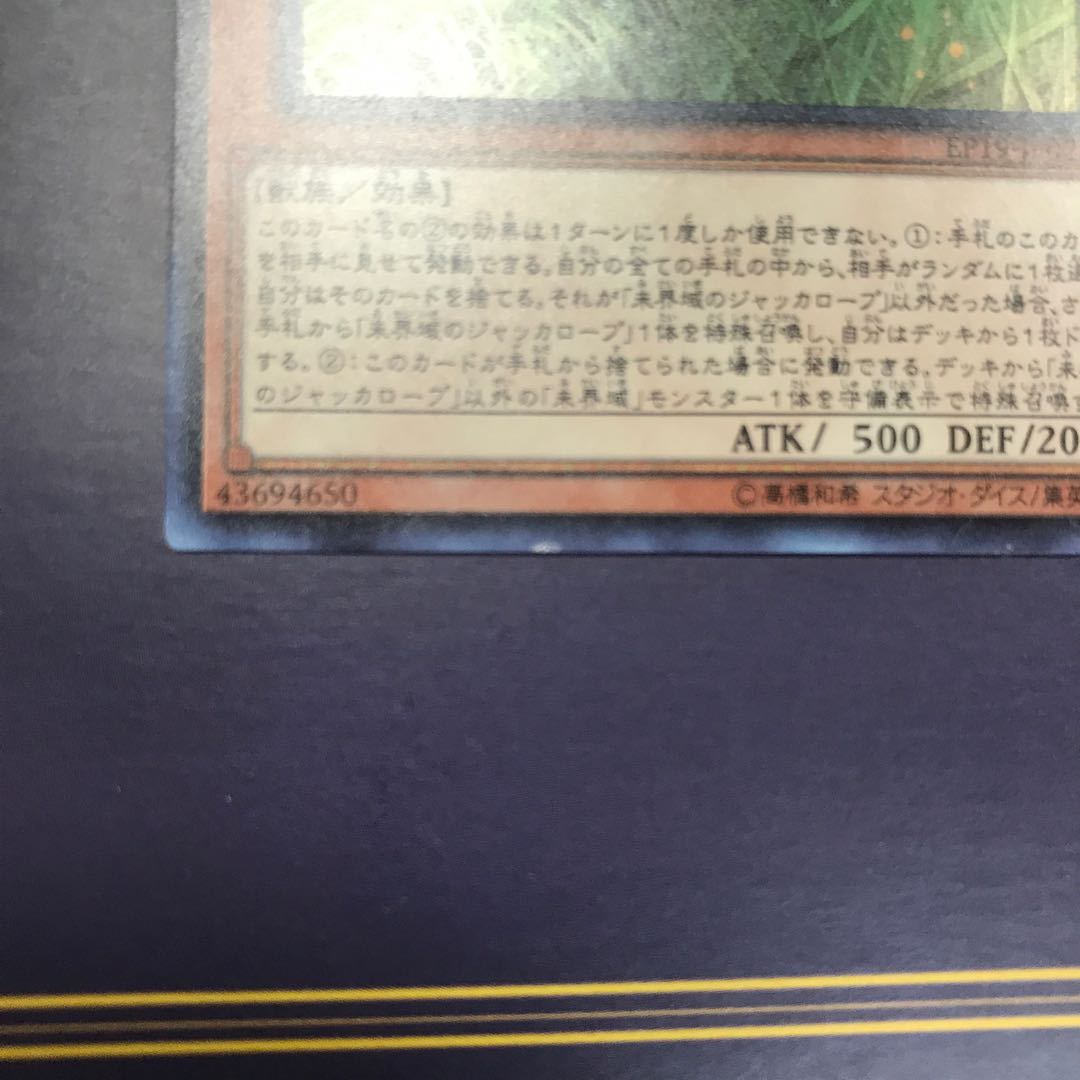 EP19-
【獣族／効果】
このカード名の②の効果は1ターンに1度しか使用できない。①：手札のこのカ
を相手に見せて発動できる。自分の全ての手札の中から、相手がランダムに1枚選
自分はそのカードを捨てる。それが「未界域のジャッカロープ」以外だった場合、さ
手札から「未界域のジャッカロープ」1体を特殊召喚し、自分はデッキから1枚ド
する。②：このカードが手札から捨てられた場合に発動できる。デッキから「未
のジャッカロープ」以外の「未界域」モンスター1体を守備表示で特殊召喚す
ATK/ 500 DEF/20
43694650 ©高橋和希 スタジオ・ダイス/集英